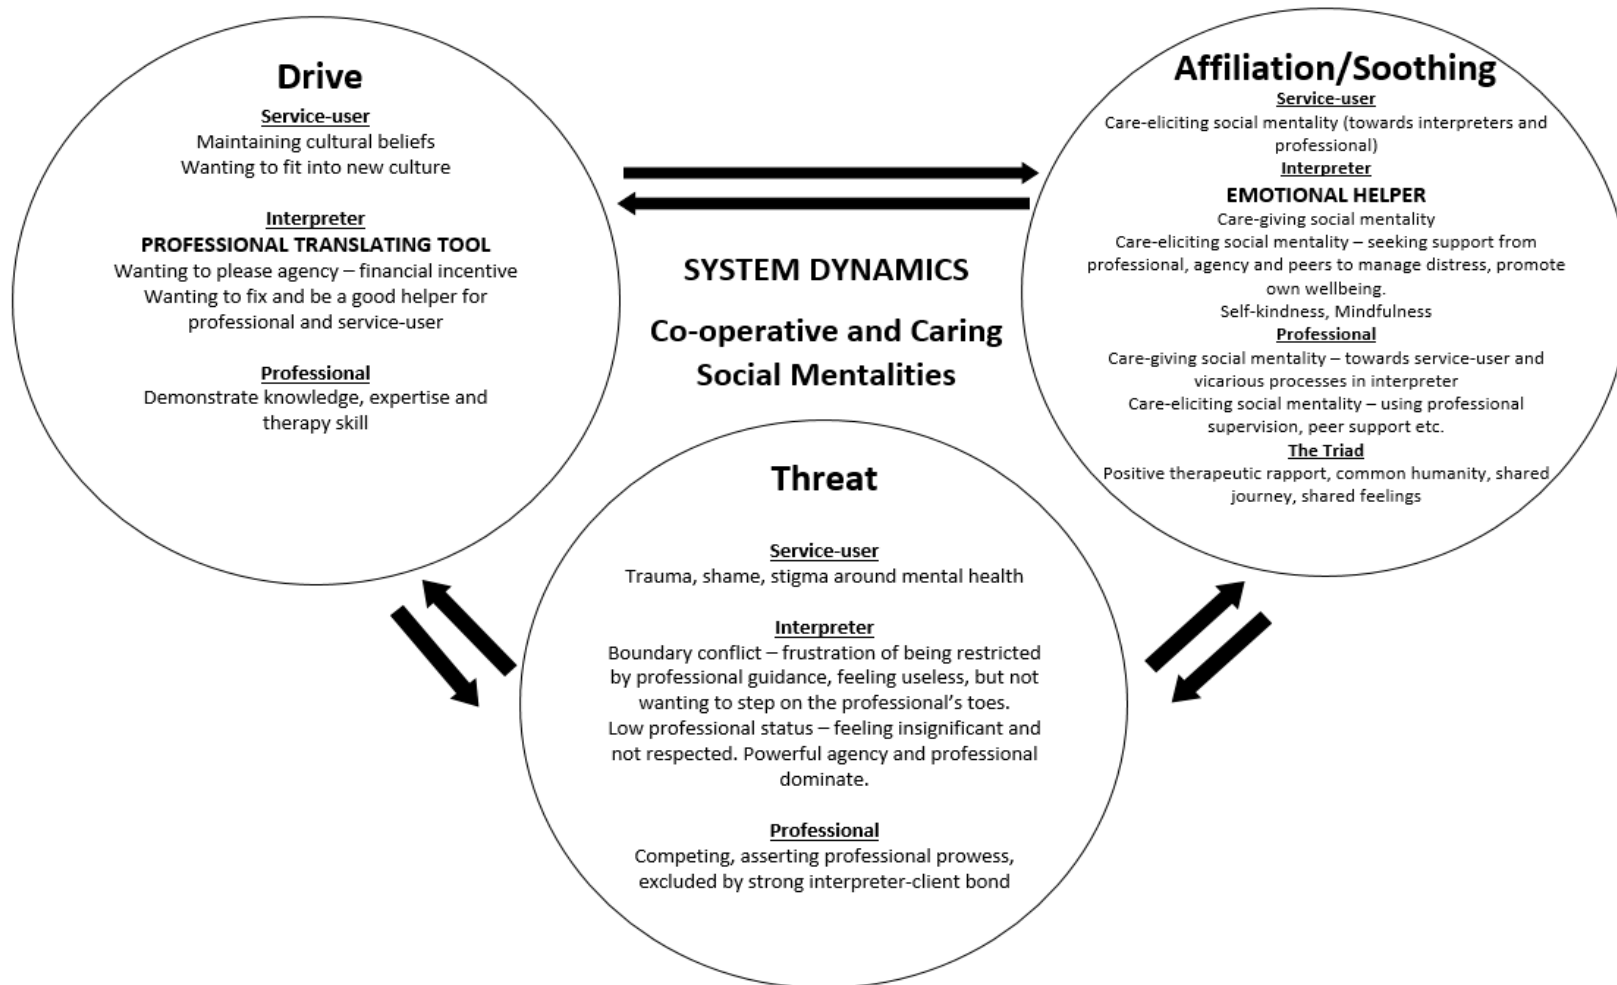 Drive
Service-user
Maintaining cultural beliefs
Wanting to fit into new culture
Interpreter
PROFESSIONAL TRANSLATING TOOL
Wanting to please agency – financial incentive
Wanting to fix and be a good helper for
professional and service-user
Professional
Demonstrate knowledge, expertise and
therapy skill
Affiliation/Soothing
Service-user
Care-eliciting social mentality (towards interpreters and
professional)
Interpreter
EMOTIONAL HELPER
Care-giving social mentality
Care-eliciting social mentality – seeking support from
professional, agency and peers to manage distress, promote
own wellbeing.
Self-kindness, Mindfulness
Professional
Care-giving social mentality – towards service-user and
vicarious processes in interpreter
Care-eliciting social mentality – using professional
supervision, peer support etc.
The Triad
Positive therapeutic rapport, common humanity, shared
journey, shared feelings
SYSTEM DYNAMICS
Co-operative and Caring
Social Mentalities
Threat
Service-user
Trauma, shame, stigma around mental health
Interpreter
Boundary conflict – frustration of being restricted
by professional guidance, feeling useless, but not
wanting to step on the professional’s toes.
Low professional status – feeling insignificant and
not respected. Powerful agency and professional
dominate.
Professional
Competing, asserting professional prowess,
excluded by strong interpreter-client bond